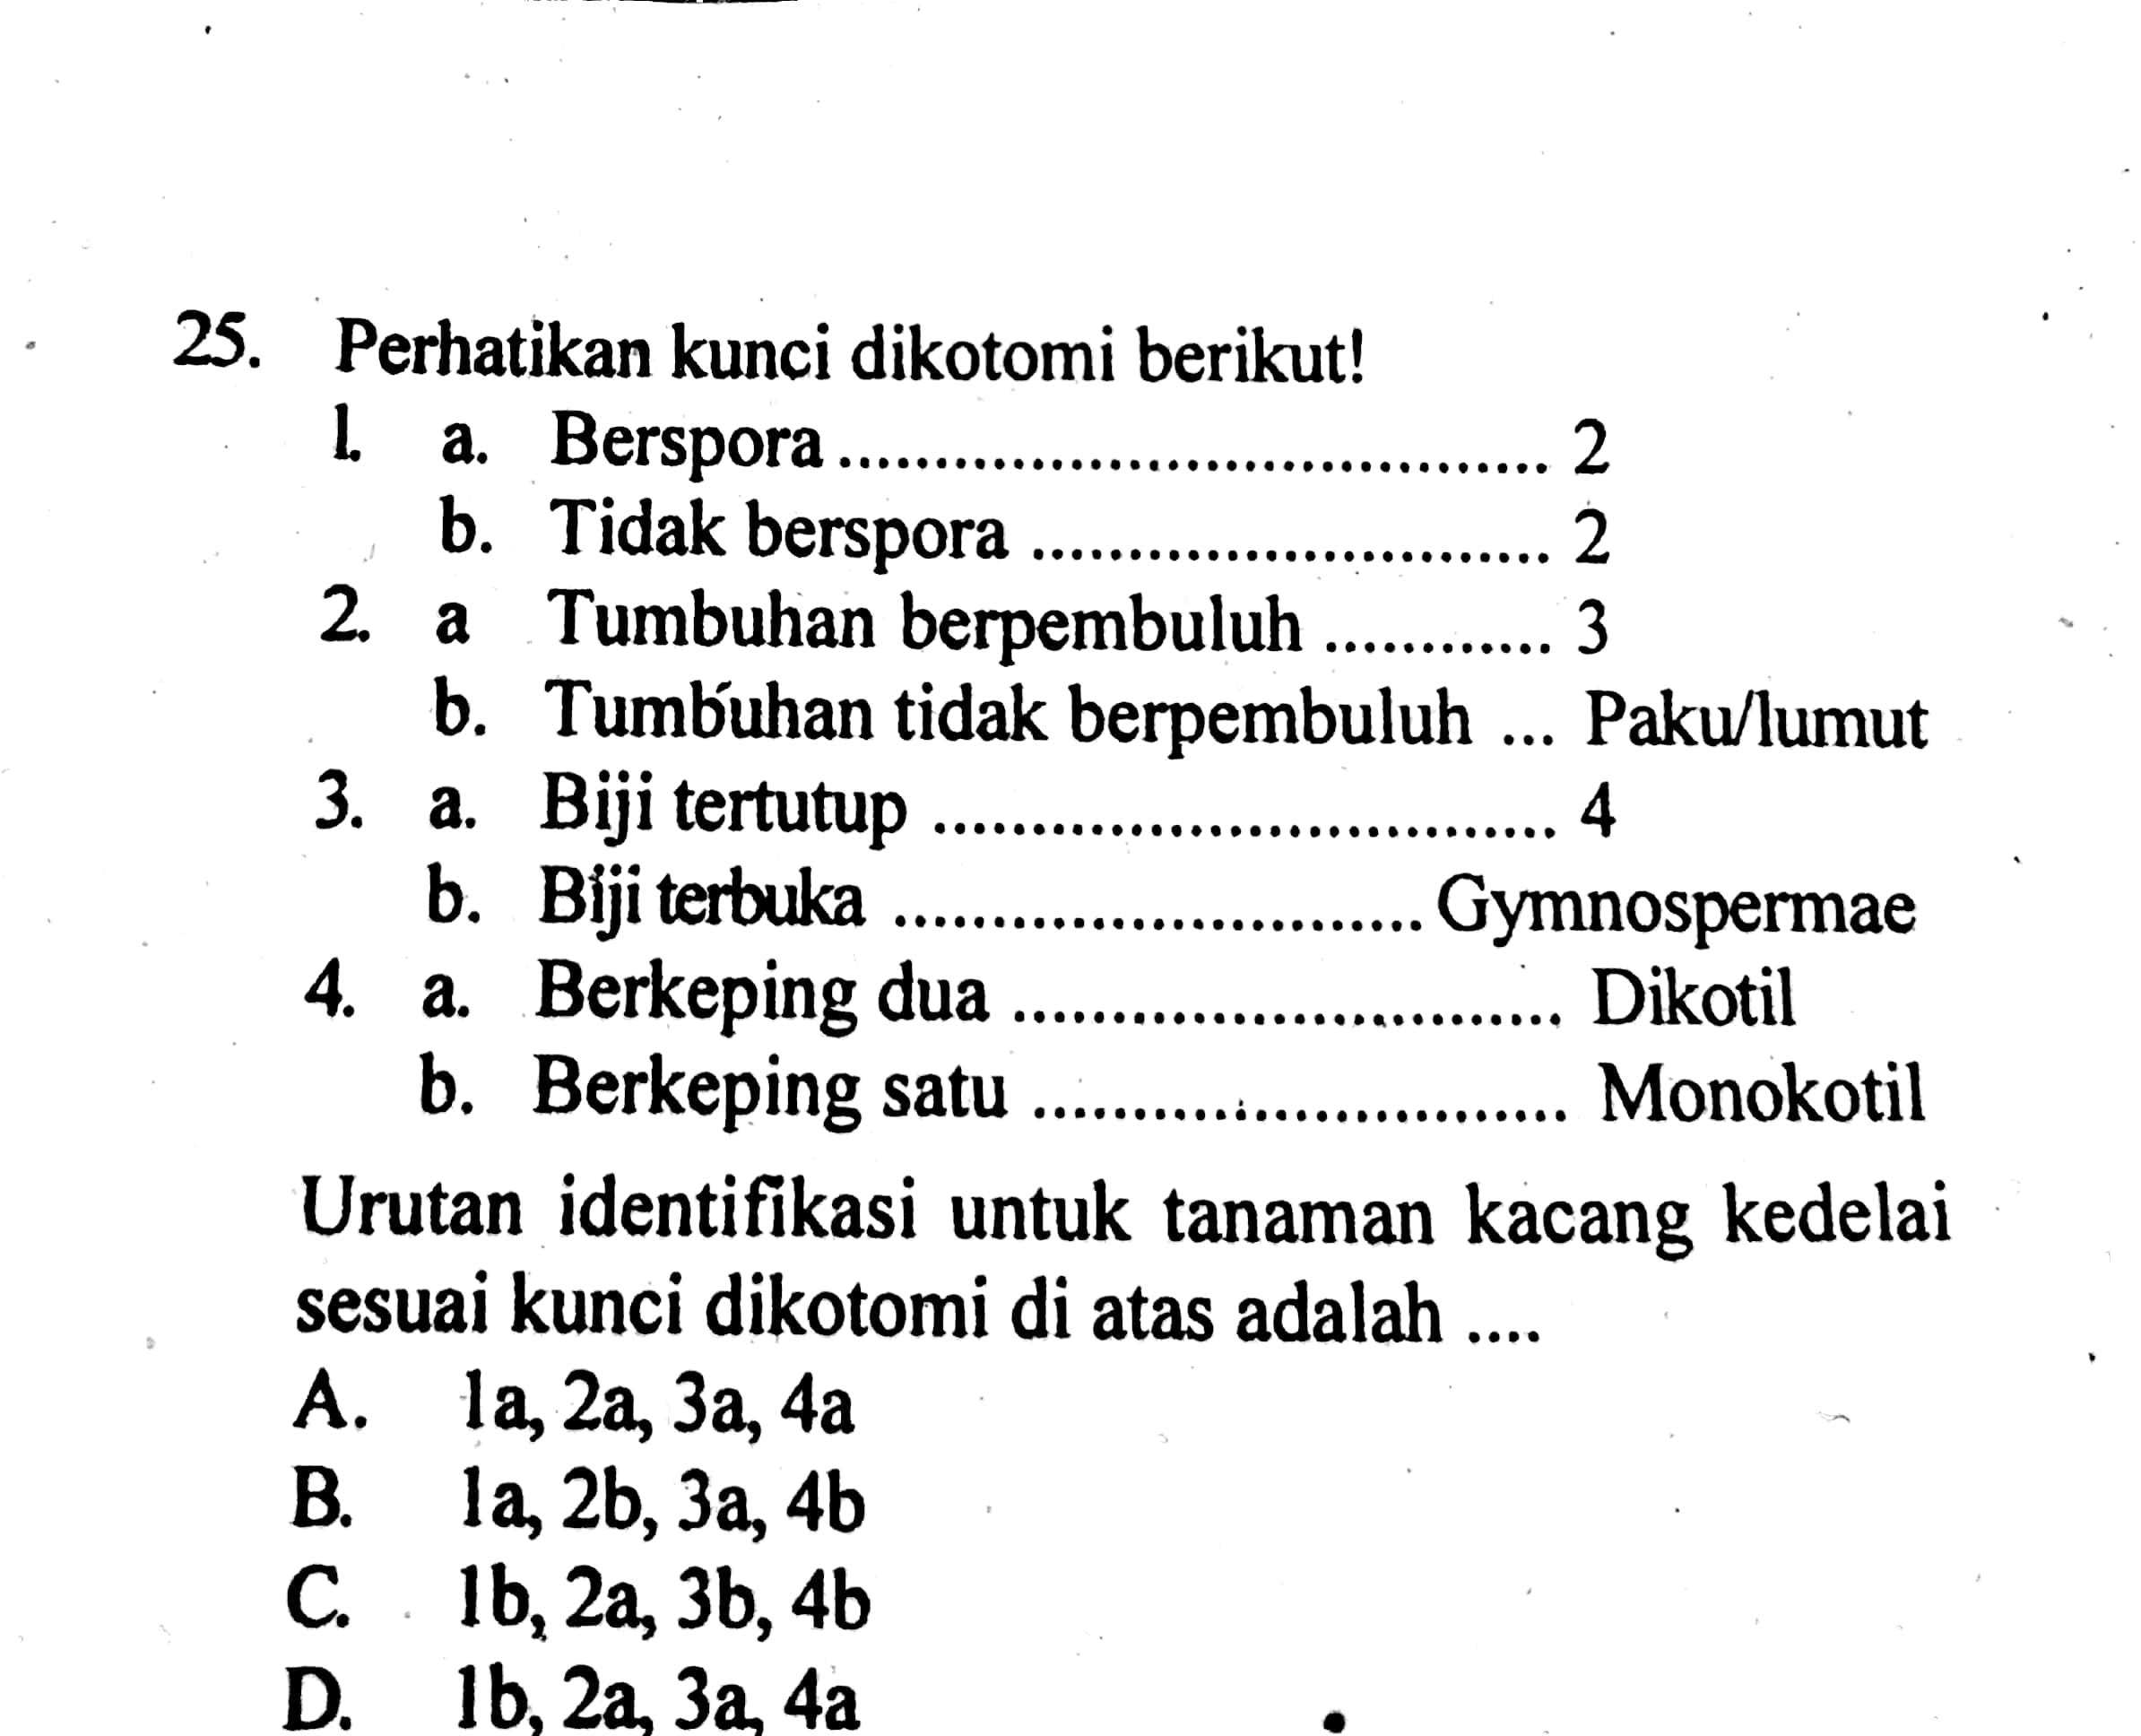 25. Perhatikan kunci dikotomi berikut!
1. a. Berspora ........................................ 2
b. Tidak berspora ............................. 2
2. a Tumbuhan berpembuluh ............ 3
b. Tumbuhan tidak berpembuluh ... Paku/lumut
3. a. Biji tertutup ................................... 4
b. Biji terbuka .............................. Gymnospermae
4. a. Berkeping dua ............................... Dikotil
b. Berkeping satu .............................. Monokotil
Urutan identifikasi untuk tanaman kacang kedelai
sesuai kunci dikotomi di atas adalah ....
A. 1a, 2a, 3a, 4a
B. 1a, 2b, 3a, 4b
C. 1b, 2a, 3b, 4b
D. 1b, 2a, 3a, 4a